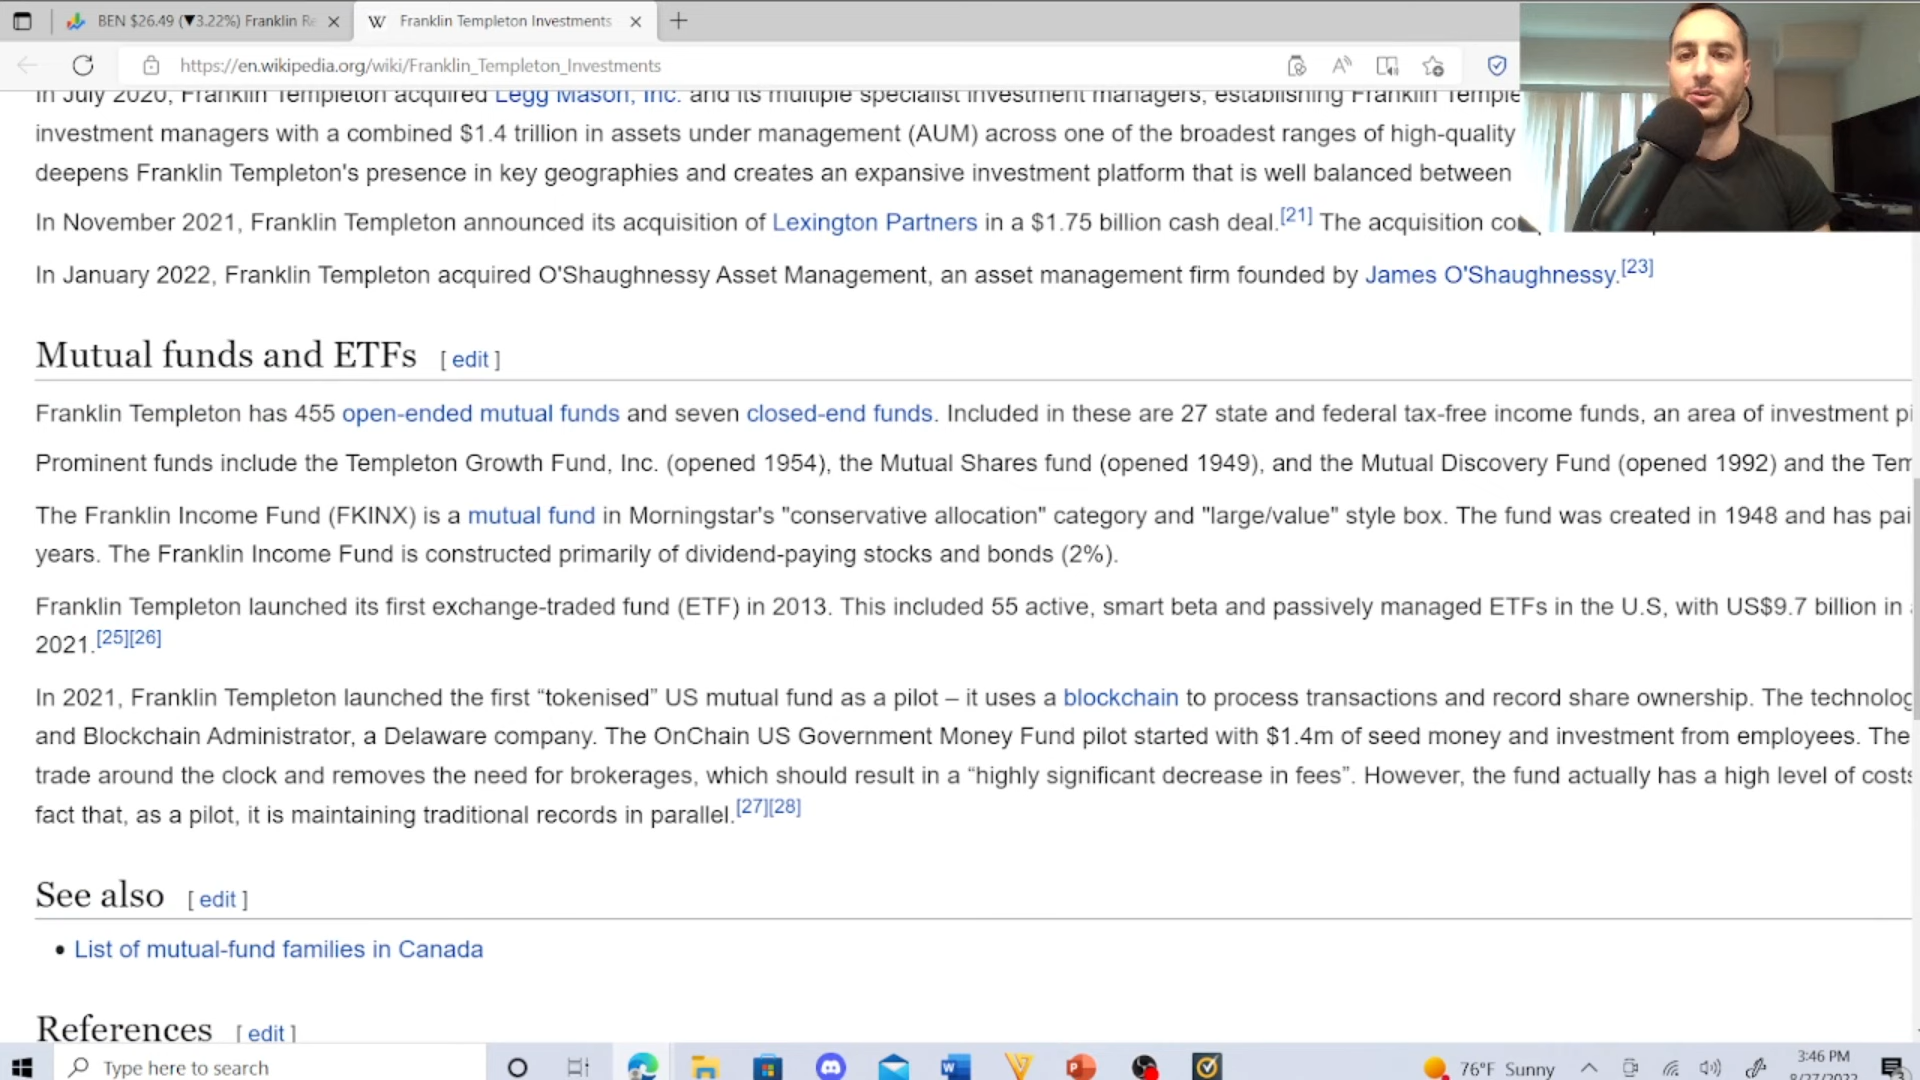 BEN $26.49 (▼3.22%) Franklin Re
Franklin Templeton Investments
https://en.wikipedia.org/wiki/Franklin_Templeton_Investments
In July 2020, Franklin Templeton acquired Legg Mason, Inc. and its multiple specialist investment managers, establishing Franklin Temple
investment managers with a combined $1.4 trillion in assets under management (AUM) across one of the broadest ranges of high-quality
deepens Franklin Templeton's presence in key geographies and creates an expansive investment platform that is well balanced between
In November 2021, Franklin Templeton announced its acquisition of Lexington Partners in a $1.75 billion cash deal.[21] The acquisition co
In January 2022, Franklin Templeton acquired O'Shaughnessy Asset Management, an asset management firm founded by James O'Shaughnessy.[23]
Mutual funds and ETFs [ edit ]
Franklin Templeton has 455 open-ended mutual funds and seven closed-end funds. Included in these are 27 state and federal tax-free income funds, an area of investment pi
Prominent funds include the Templeton Growth Fund, Inc. (opened 1954), the Mutual Shares fund (opened 1949), and the Mutual Discovery Fund (opened 1992) and the Tem
The Franklin Income Fund (FKINX) is a mutual fund in Morningstar's "conservative allocation" category and "large/value" style box. The fund was created in 1948 and has pai
years. The Franklin Income Fund is constructed primarily of dividend-paying stocks and bonds (2%).
Franklin Templeton launched its first exchange-traded fund (ETF) in 2013. This included 55 active, smart beta and passively managed ETFs in the U.S, with US$9.7 billion in
2021.[25][26]
In 2021, Franklin Templeton launched the first “tokenised” US mutual fund as a pilot – it uses a blockchain to process transactions and record share ownership. The technolog
and Blockchain Administrator, a Delaware company. The OnChain US Government Money Fund pilot started with $1.4m of seed money and investment from employees. The
trade around the clock and removes the need for brokerages, which should result in a “highly significant decrease in fees”. However, the fund actually has a high level of costs
fact that, as a pilot, it is maintaining traditional records in parallel.[27][28]
See also [ edit ]
• List of mutual-fund families in Canada
References [ edit ]
Type here to search
76°F Sunny
3:46 PM